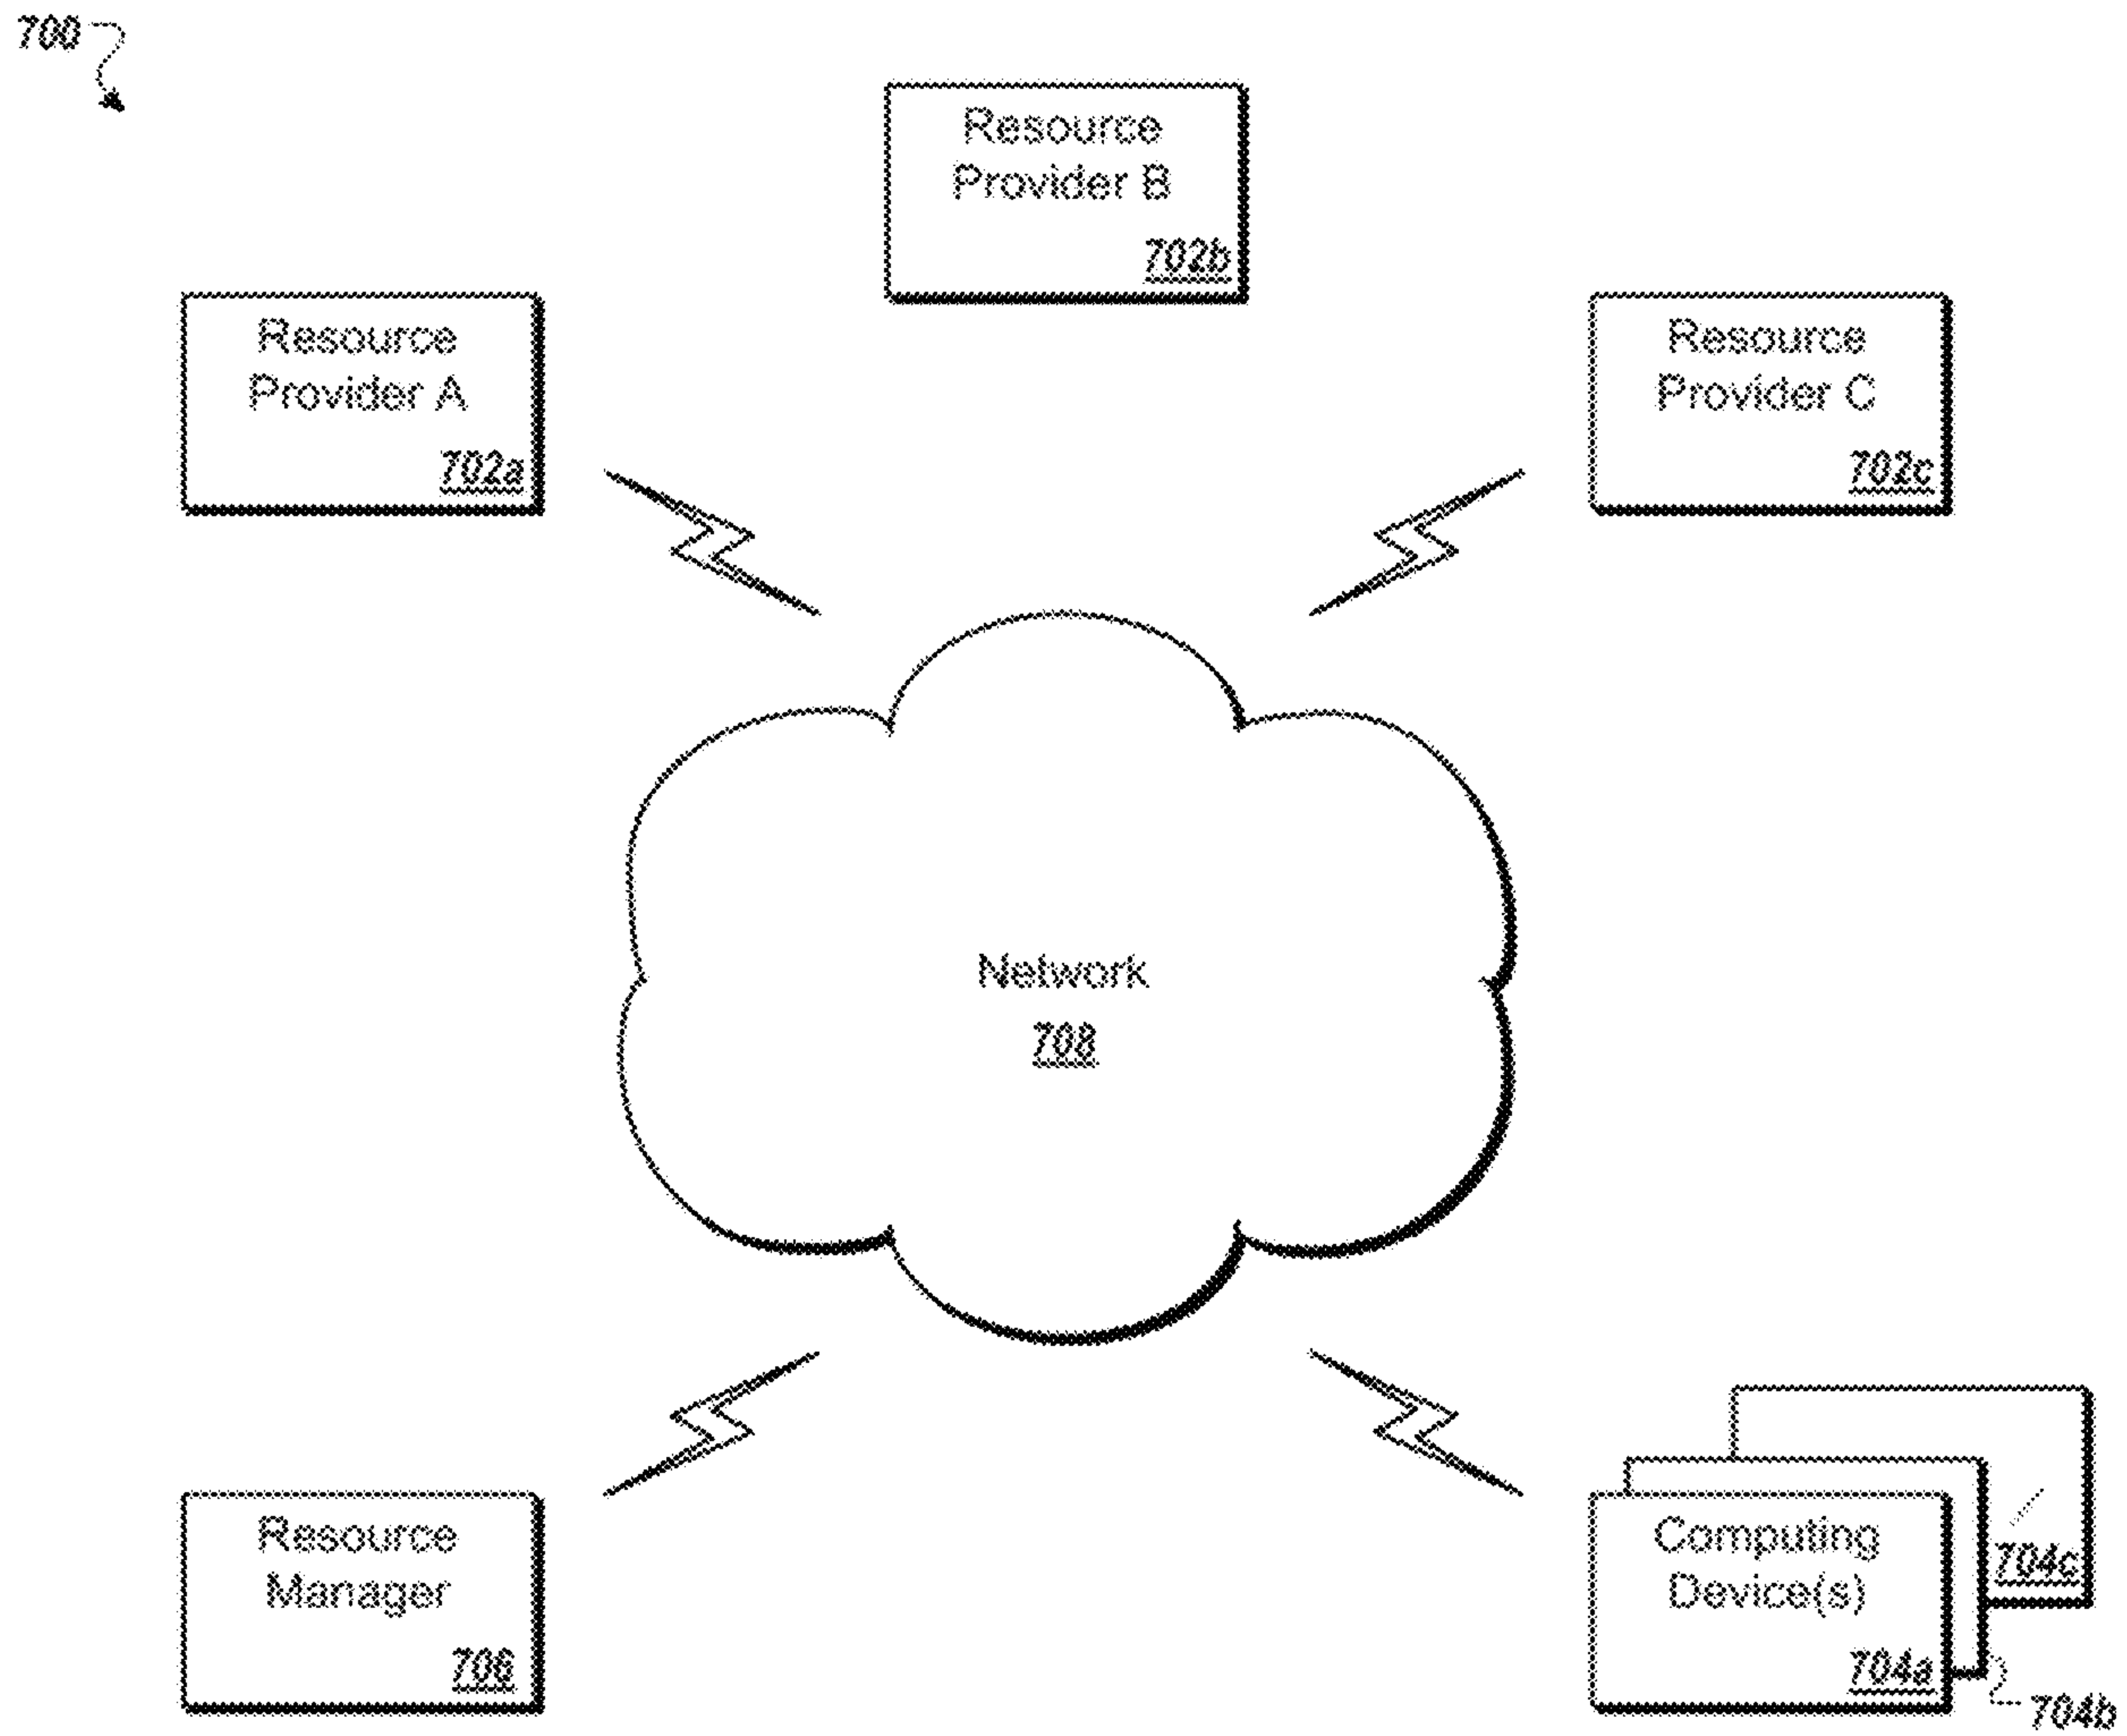 700
Resource
Provider B
702b
Resource
Provider A
702a
Resource
Provider C
702c
Network
708
Resource
Manager
706
Computing
Device(s)
704a
704b
704c